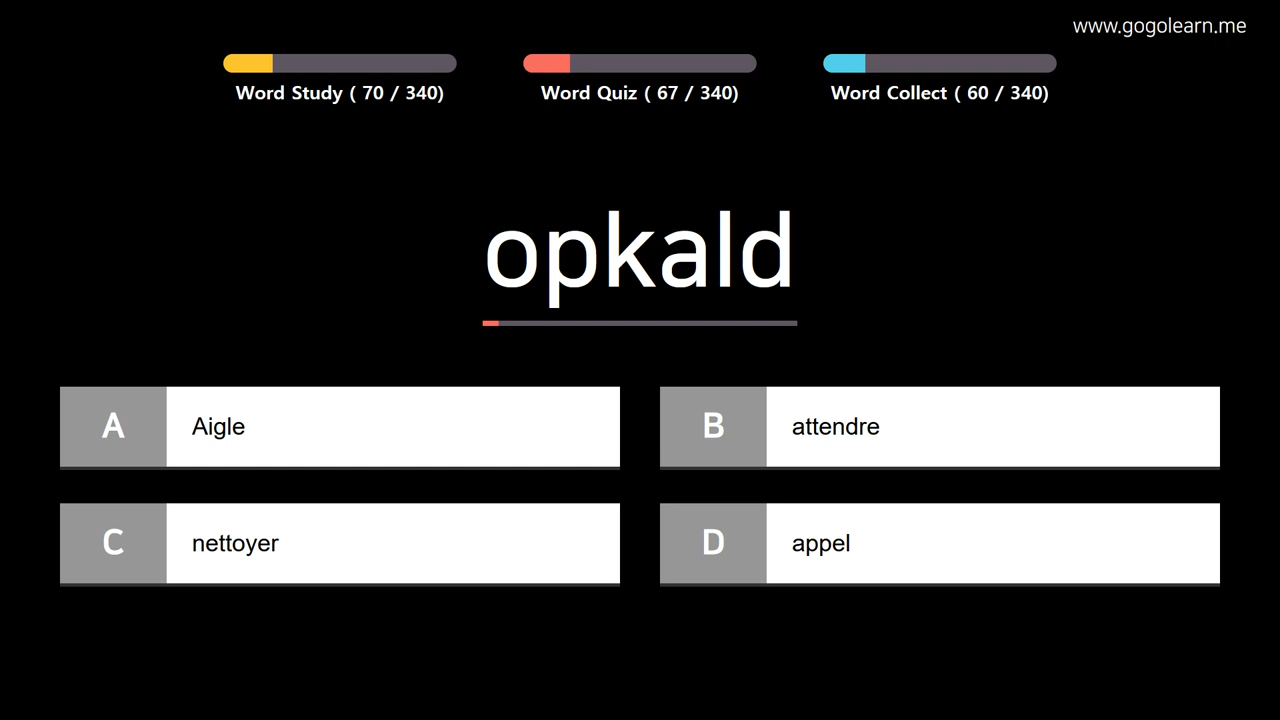 www.gogolearn.me
Word Study ( 70 / 340)
Word Quiz ( 67 / 340)
Word Collect ( 60 / 340)
opkald
A Aigle
B attendre
C nettoyer
D appel